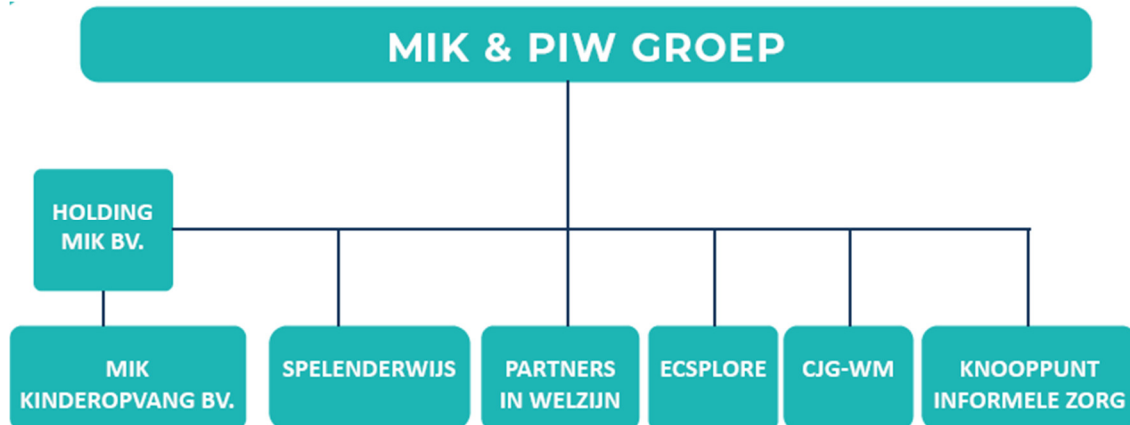 MIK & PIW GROEP
HOLDING
MIK BV.
MIK
KINDEROPVANG BV.
SPELENDERWIJS
PARTNERS
IN WELZIJN
ECSPLORE
CJG-WM
KNOOPPUNT
INFORMELE ZORG